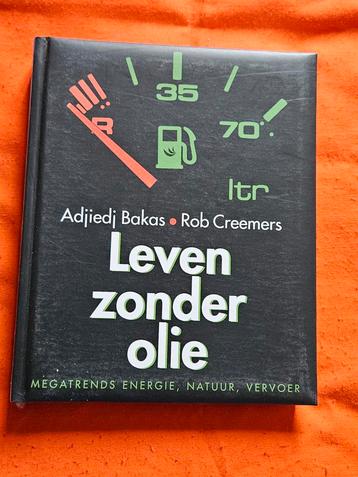 35
R
70
ltr
Adjiedj Bakas • Rob Creemers
Leven
zonder
olie
MEGATRENDS ENERGIE, NATUUR, VERVOER